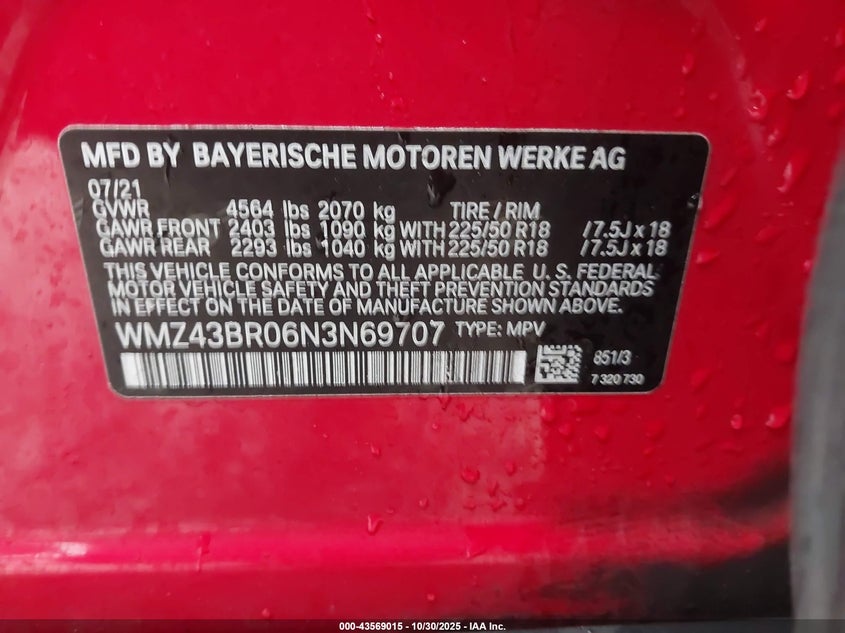 MFD BY BAYERISCHE MOTOREN WERKE AG
07/21
GVWR 4564 lbs 2070 kg TIRE / RIM
GAWR FRONT 2403 lbs 1090 kg WITH 225/50 R18 /7.5J x 18
GAWR REAR 2293 lbs 1040 kg WITH 225/50 R18 /7.5J x 18
THIS VEHICLE CONFORMS TO ALL APPLICABLE U. S. FEDERAL
MOTOR VEHICLE SAFETY AND THEFT PREVENTION STANDARDS
IN EFFECT ON THE DATE OF MANUFACTURE SHOWN ABOVE.
WMZ43BR06N3N69707 TYPE: MPV
851/3
7 320 730
000-43569015 - 10/30/2025 - IAA Inc.